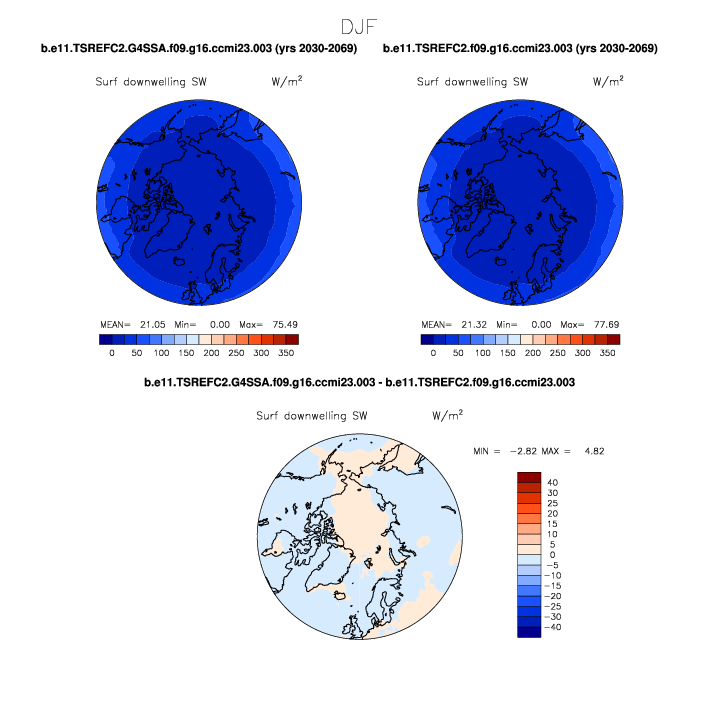 DJF
b.e11.TSREFC2.G4SSA.f09.g16.ccmi23.003 (yrs 2030-2069) b.e11.TSREFC2.f09.g16.ccmi23.003 (yrs 2030-2069)
Surf downwelling SW W/m² Surf downwelling SW W/m²
MEAN= 21.05 Min= 0.00 Max= 75.49 MEAN= 21.32 Min= 0.00 Max= 77.69
0 50 100 150 200 250 300 350 0 50 100 150 200 250 300 350
b.e11.TSREFC2.G4SSA.f09.g16.ccmi23.003 - b.e11.TSREFC2.f09.g16.ccmi23.003
Surf downwelling SW W/m²
MIN = -2.82 MAX = 4.82
40
30
25
20
15
10
5
0
-5
-10
-15
-20
-25
-30
-40